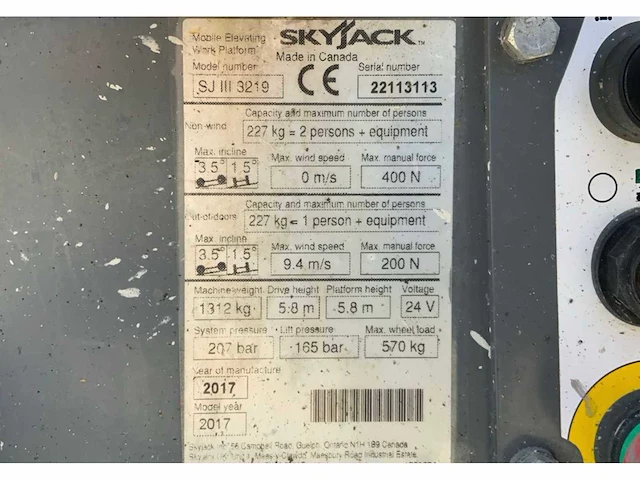 Mobile Elevating
Work Platform
SKYJACK™
Made in Canada
Model number
CE
Serial number
SJ III 3219
22113113
Capacity and maximum number of persons
Non-wind
227 kg = 2 persons + equipment
Max. incline
Max. wind speed
Max. manual force
3.5° 1.5°
0 m/s
400 N
Capacity and maximum number of persons
Out-of-doors
227 kg = 1 person + equipment
Max. incline
Max. wind speed
Max. manual force
3.5° 1.5°
9.4 m/s
200 N
Machine weight
Drive height
Platform height
Voltage
1312 kg
5.8 m
5.8 m
24 V
System pressure
Lift pressure
Max. wheel load
207 bar
165 bar
570 kg
Year of manufacture
2017
Model year
2017
Skyjack Campbell Road, Guelph, Ontario N1H 1B9 Canada
Skyjack Maesbury Road Industrial Estate.